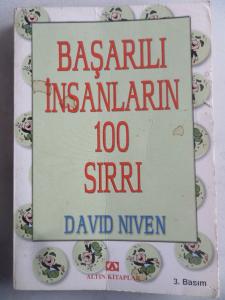 BAŞARILI
İNSANLARIN
100
SIRRI
DAVID NIVEN
ALTIN KİTAPLAR
3. Basım